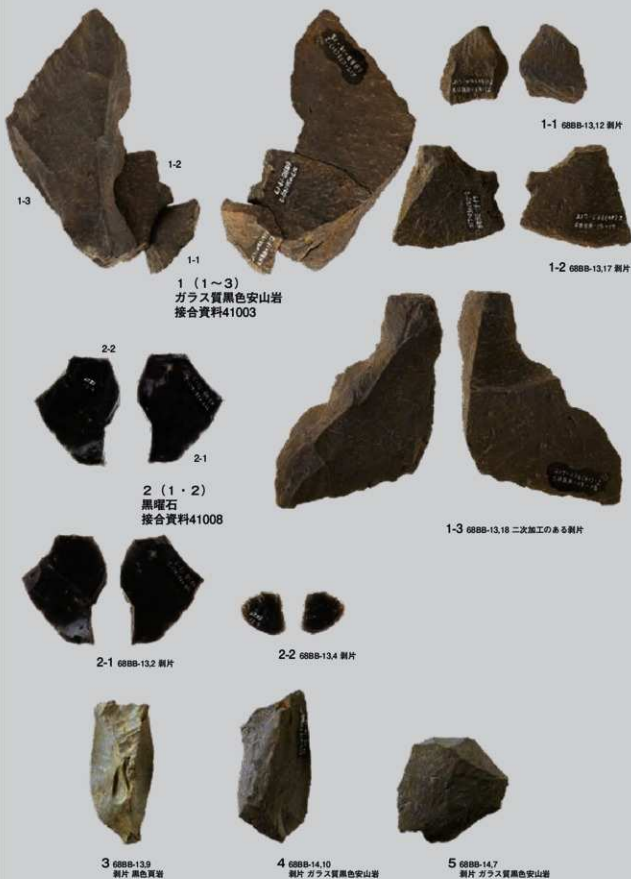 1-3
1-2
1-1
1（1～3）
ガラス質黒色安山岩
接合資料41003
1-1 68BB-13,12 剥片
1-2 68BB-13,17 剥片
1-3 68BB-13,18 二次加工のある剥片
2-2
2-1
2（1・2）
黒曜石
接合資料41008
2-1 68BB-13,2 剥片
2-2 68BB-13,4 剥片
3 68BB-13,9
剥片 黒色頁岩
4 68BB-14,10
剥片 ガラス質黒色安山岩
5 68BB-14,7
剥片 ガラス質黒色安山岩